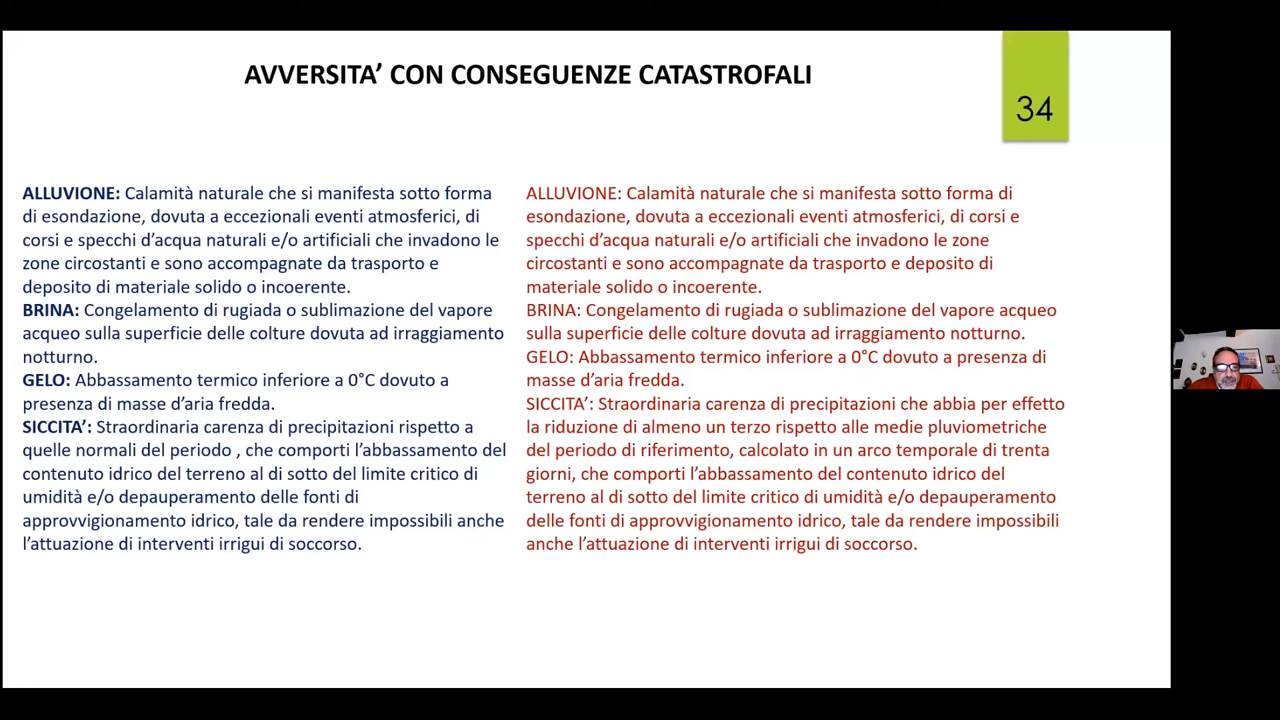 AVVERSITA’ CON CONSEGUENZE CATASTROFALI
34
ALLUVIONE: Calamità naturale che si manifesta sotto forma
di esondazione, dovuta a eccezionali eventi atmosferici, di
corsi e specchi d’acqua naturali e/o artificiali che invadono le
zone circostanti e sono accompagnate da trasporto e
deposito di materiale solido o incoerente.
BRINA: Congelamento di rugiada o sublimazione del vapore
acqueo sulla superficie delle colture dovuta ad irraggiamento
notturno.
GELO: Abbassamento termico inferiore a 0°C dovuto a
presenza di masse d’aria fredda.
SICCITA’: Straordinaria carenza di precipitazioni rispetto a
quelle normali del periodo , che comporti l’abbassamento del
contenuto idrico del terreno al di sotto del limite critico di
umidità e/o depauperamento delle fonti di
approvvigionamento idrico, tale da rendere impossibili anche
l’attuazione di interventi irrigui di soccorso.
ALLUVIONE: Calamità naturale che si manifesta sotto forma di
esondazione, dovuta a eccezionali eventi atmosferici, di corsi e
specchi d’acqua naturali e/o artificiali che invadono le zone
circostanti e sono accompagnate da trasporto e deposito di
materiale solido o incoerente.
BRINA: Congelamento di rugiada o sublimazione del vapore acqueo
sulla superficie delle colture dovuta ad irraggiamento notturno.
GELO: Abbassamento termico inferiore a 0°C dovuto a presenza di
masse d’aria fredda.
SICCITA’: Straordinaria carenza di precipitazioni che abbia per effetto
la riduzione di almeno un terzo rispetto alle medie pluviometriche
del periodo di riferimento, calcolato in un arco temporale di trenta
giorni, che comporti l’abbassamento del contenuto idrico del
terreno al di sotto del limite critico di umidità e/o depauperamento
delle fonti di approvvigionamento idrico, tale da rendere impossibili
anche l’attuazione di interventi irrigui di soccorso.